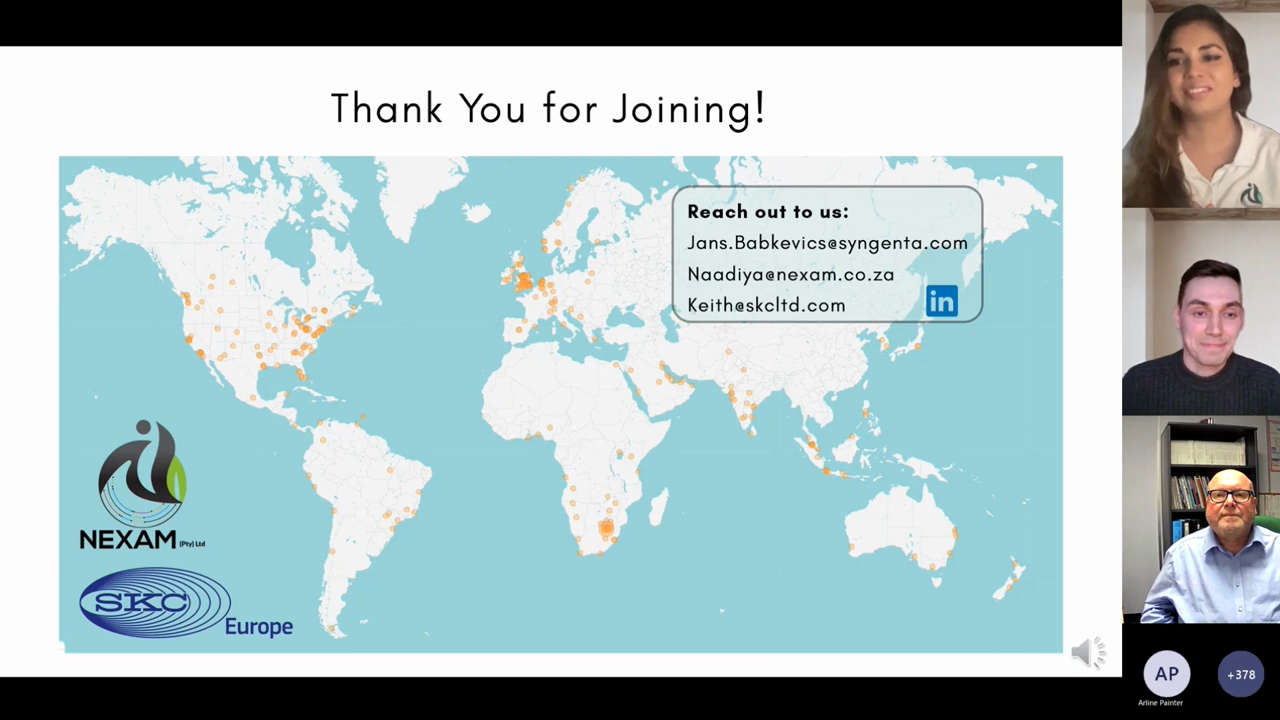 Thank You for Joining!
Reach out to us:
Jans.Babkevics@syngenta.com
Naadiya@nexam.co.za
Keith@skcltd.com
in
NEXAM (Pty) Ltd
SKC
Europe
AP
+378
Arline Painter